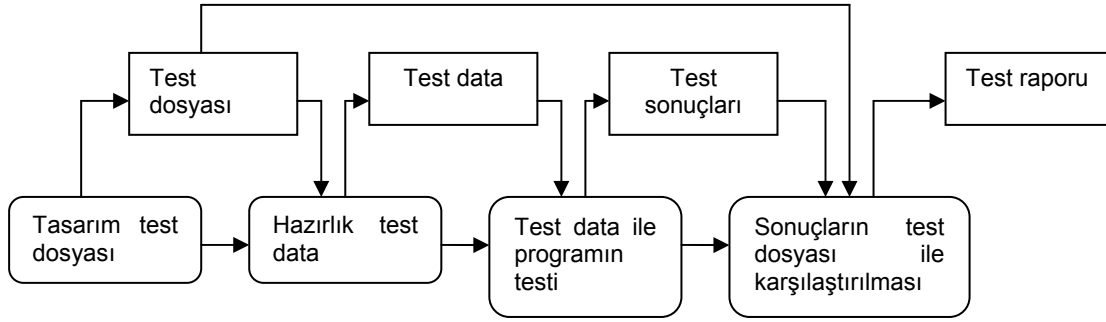 Test
dosyası
Test data
Test
sonuçları
Test raporu
Tasarım test
dosyası
Hazırlık test
data
Test data ile
programın
testi
Sonuçların test
dosyası ile
karşılaştırılması